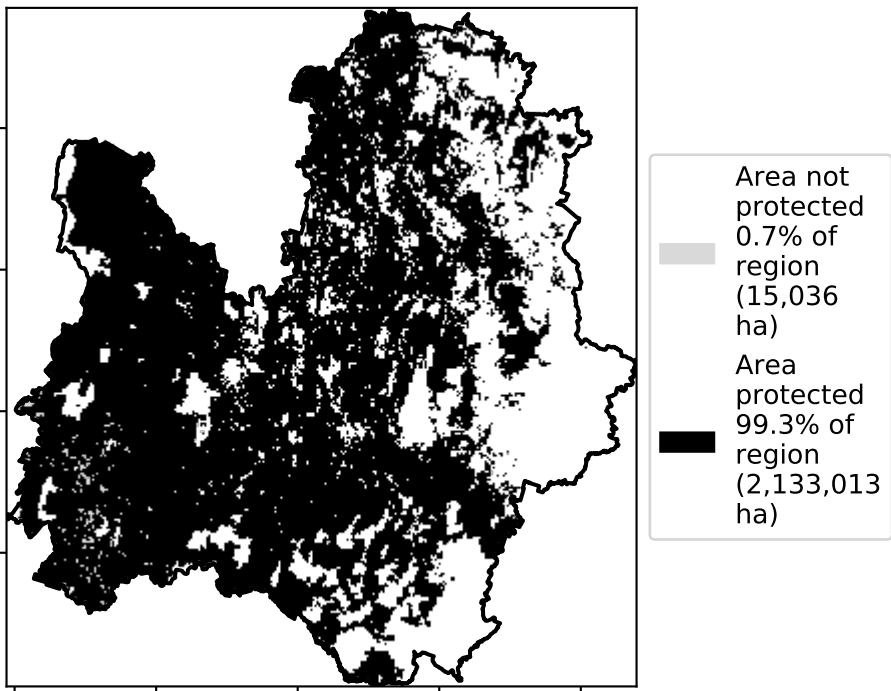 Area not
protected
0.7% of
region
(15,036
ha)
Area
protected
99.3% of
region
(2,133,013
ha)